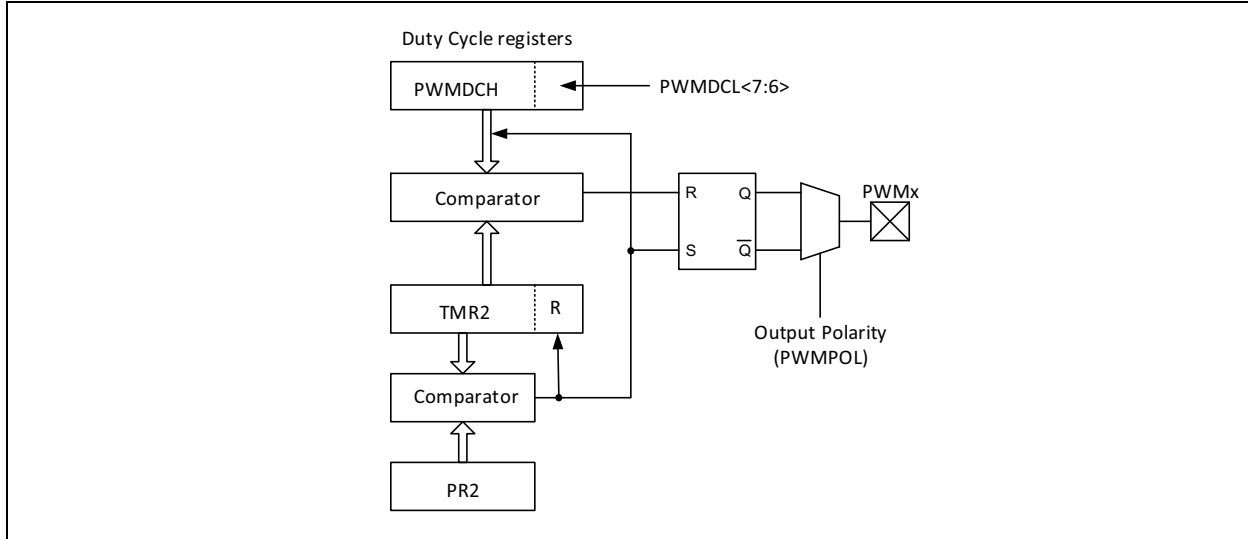 Duty Cycle registers
PWMDCH
PWMDCL<7:6>
Comparator
R
Q
PWMx
S
Q̅
TMR2
R
Output Polarity
(PWMPOL)
Comparator
PR2